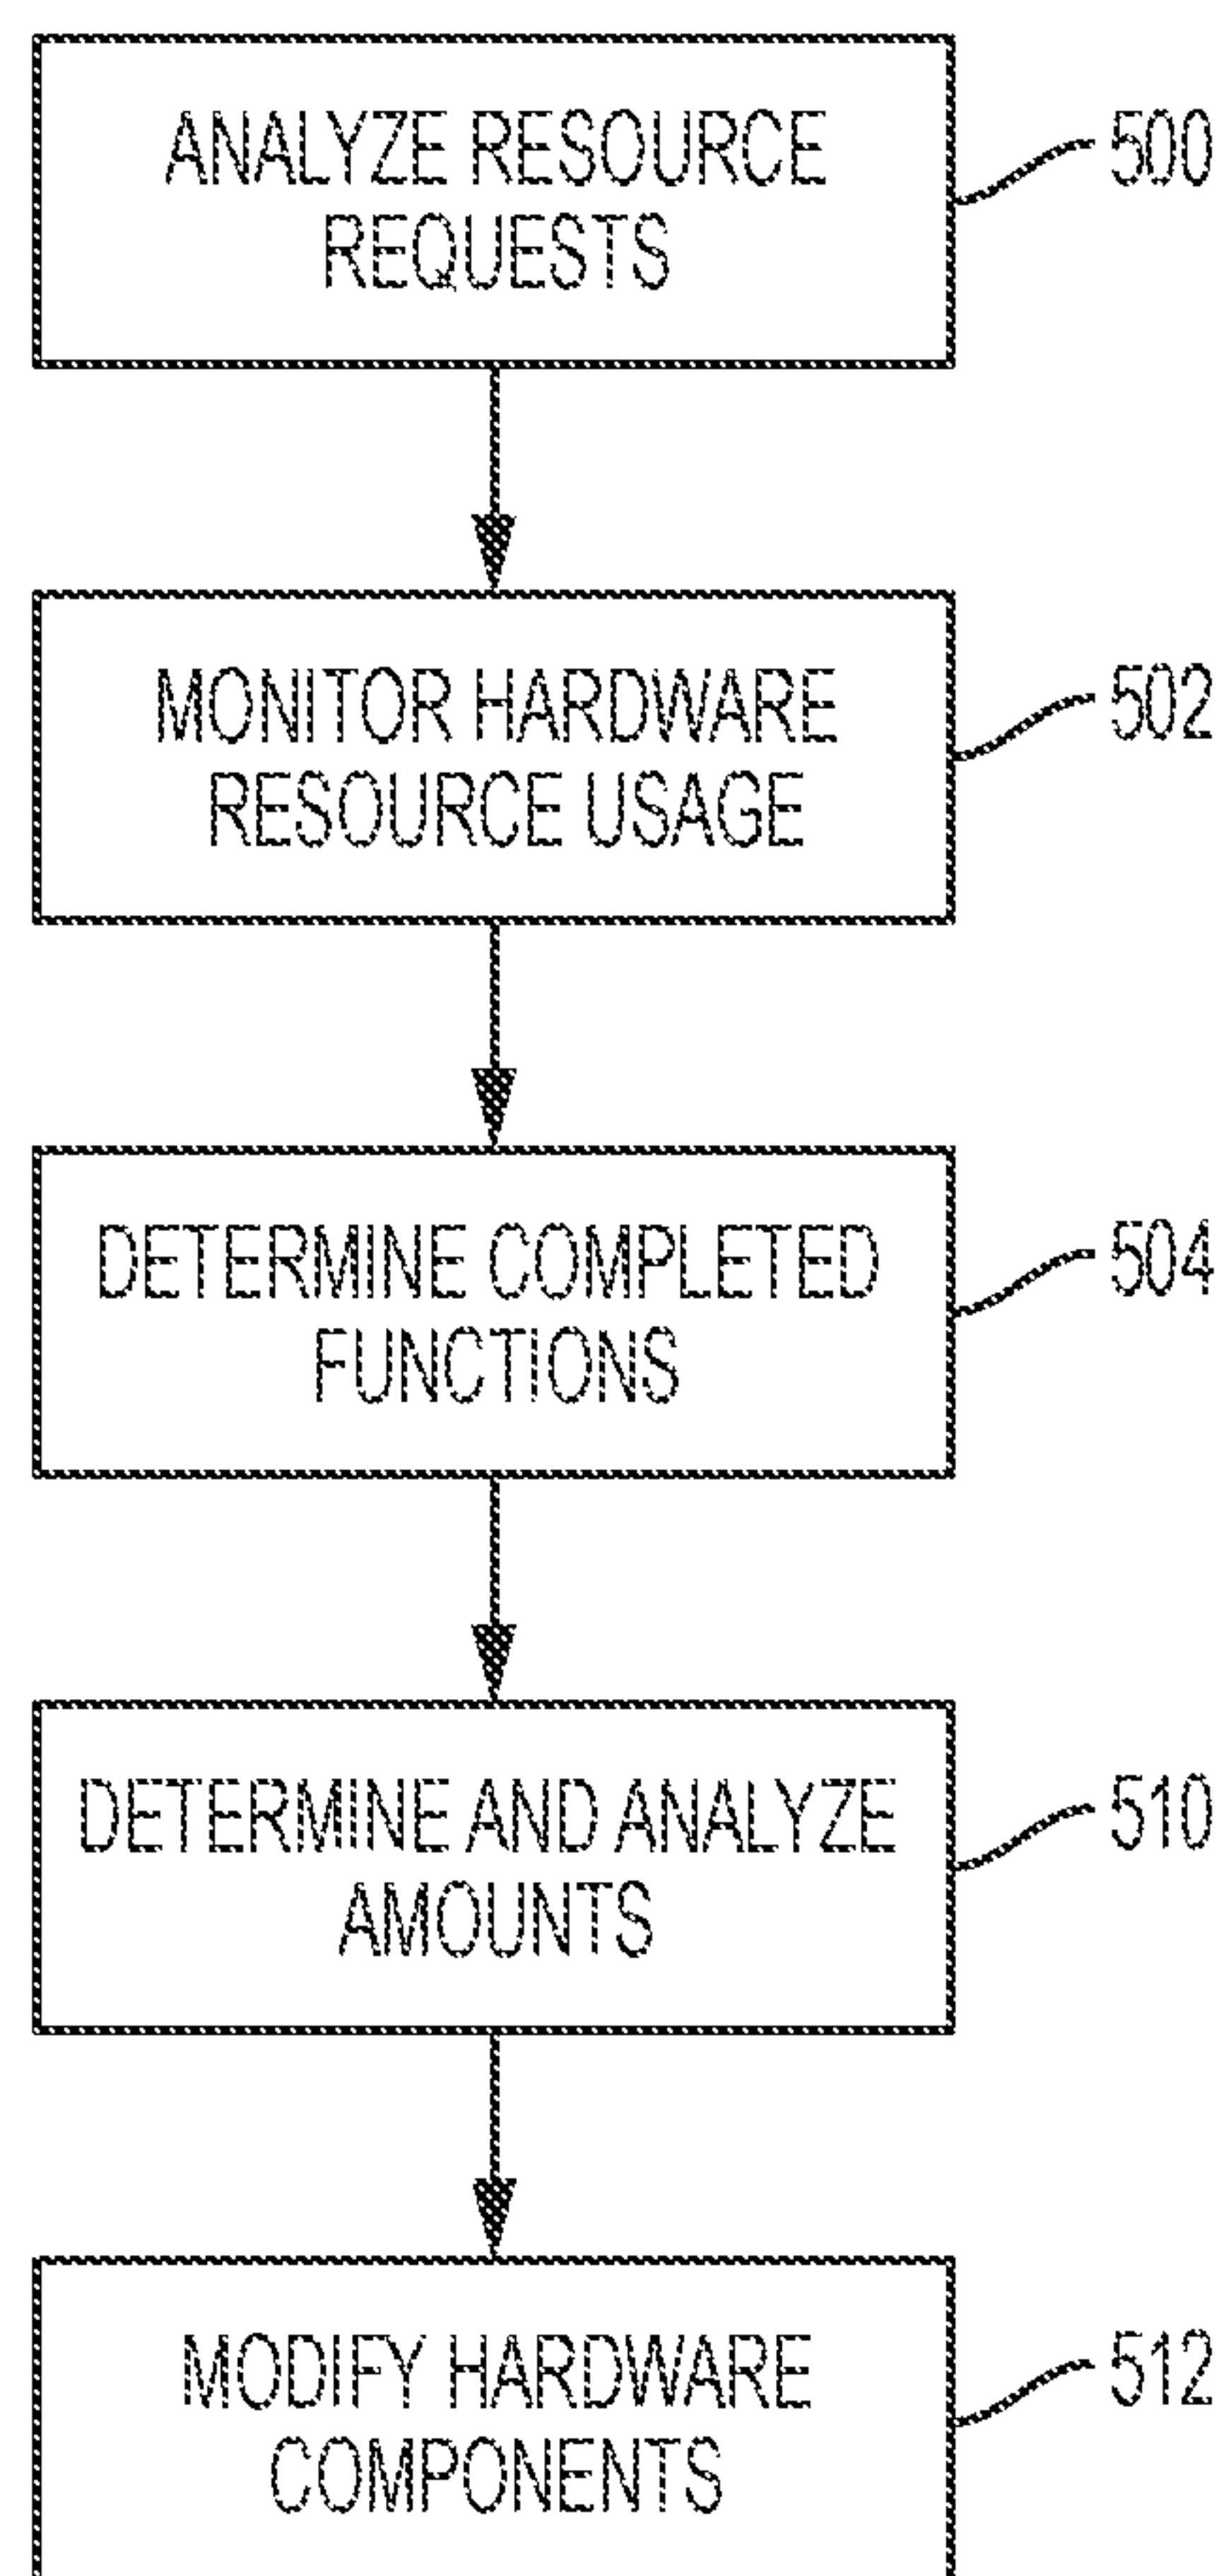 ANALYZE RESOURCE
REQUESTS
500
MONITOR HARDWARE
RESOURCE USAGE
502
DETERMINE COMPLETED
FUNCTIONS
504
DETERMINE AND ANALYZE
AMOUNTS
510
MODIFY HARDWARE
COMPONENTS
512